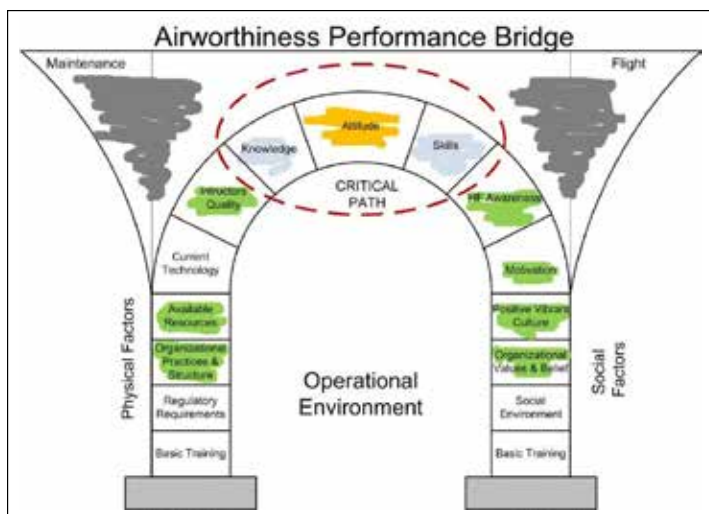 Airworthiness Performance Bridge
Maintenance
Flight
Attitude
Knowledge
Skills
CRITICAL
PATH
Intructors
Quality
HF Awareness
Current
Technology
Motivation
Available
Resources
Positive Vibrant
Culture
Organizational
Practices &
Structure
Organizational
Values & Belief
Physical Factors
Social
Factors
Operational
Environment
Regulatory
Requirements
Social
Environment
Basic Training
Basic Training